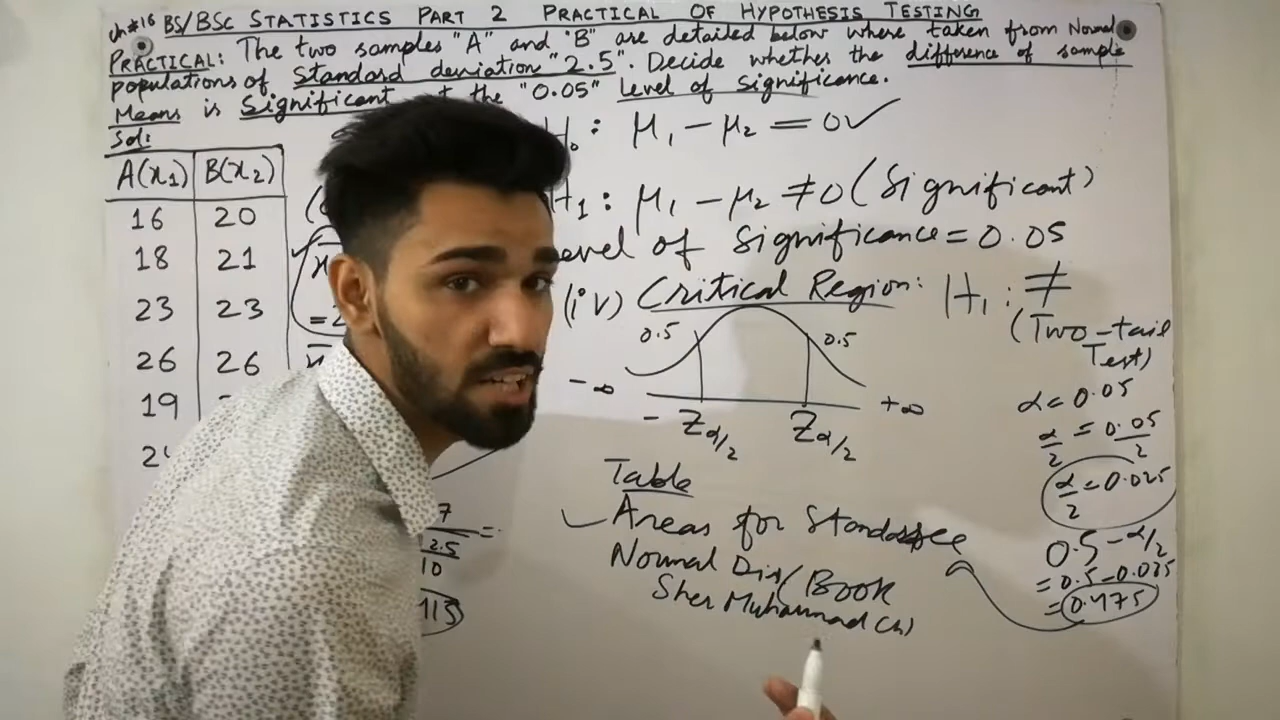 ch#16 BS/BSC STATISTICS PART 2 PRACTICAL OF HYPOTHESIS TESTING
PRACTICAL: The two samples "A" and "B" are detailed below where taken from Normal
populations of Standard deviation "2.5". Decide whether the difference of sample
Means is Significant the "0.05" level of Significance.
Sol:
A(x₁) B(x₂)
16 20
18 21
23 23
26 26
19
H₀: μ₁ - μ₂ = 0✓
H₁: μ₁ - μ₂ ≠ 0 (Significant)
evel of Significance = 0.05
(iv) Critical Region: H₁: ≠
(Two-tail
Test)
0.5 0.5
-∞ +∞
- Zα/2 Zα/2
α = 0.05
α/2 = 0.05/2
α/2 = 0.025
0.5 - α/2
= 0.5 - 0.025
= 0.475
Table
✓ Areas for
Normal Dis( Book
Sher Muhammad Ch)
7
2.5
10